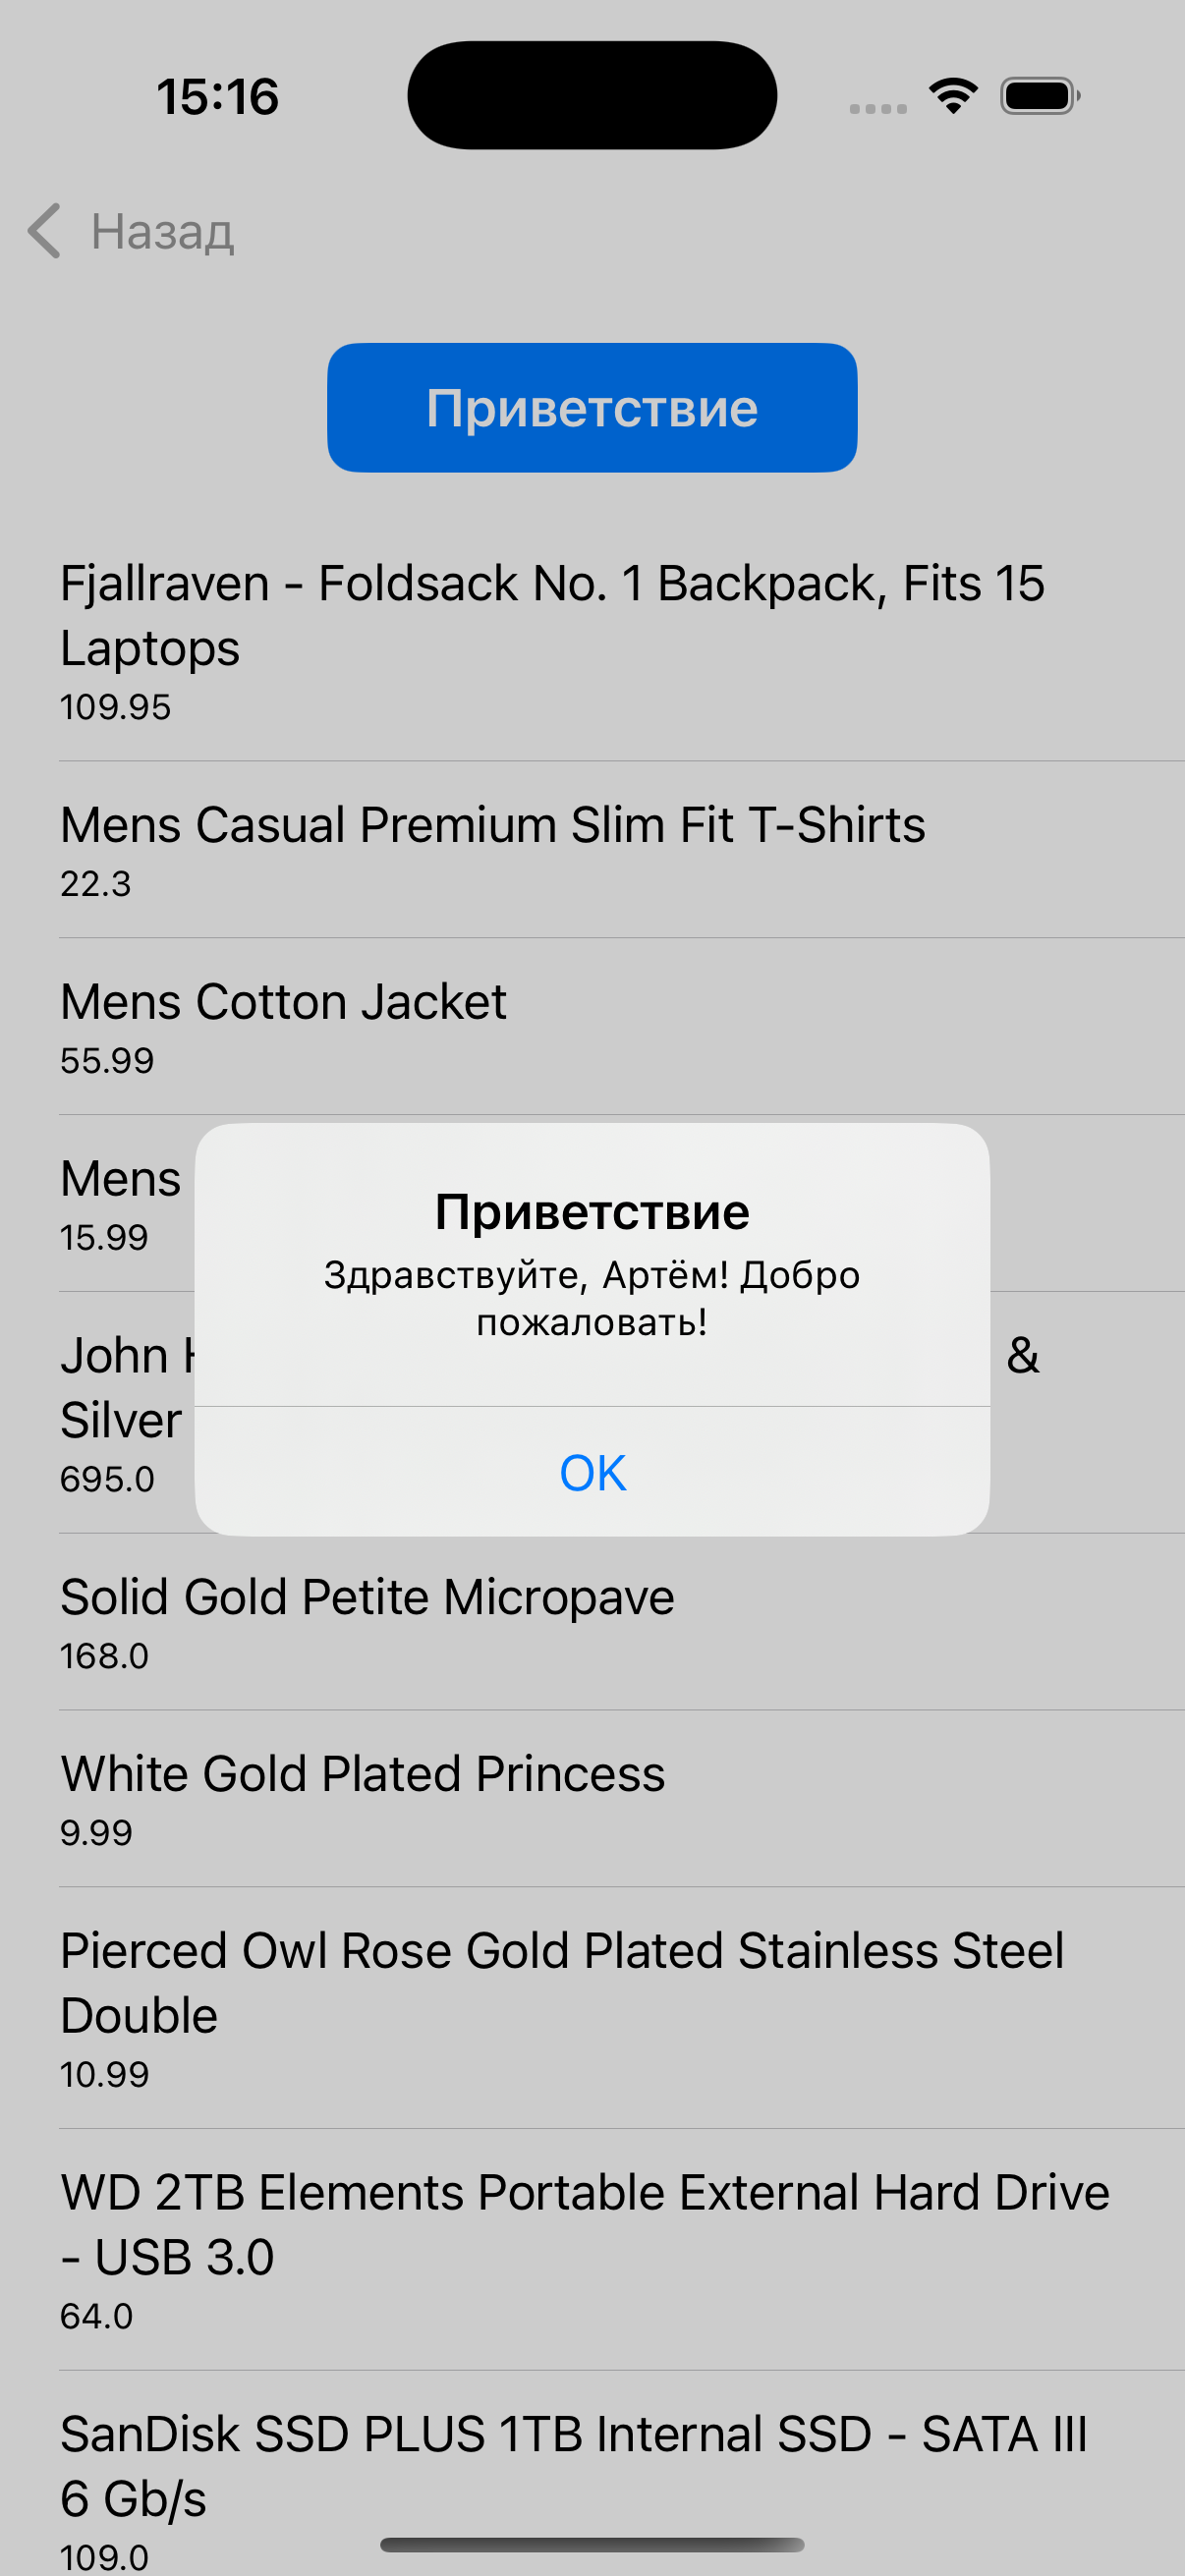 15:16
Назад
Приветствие
Fjallraven - Foldsack No. 1 Backpack, Fits 15
Laptops
109.95
Mens Casual Premium Slim Fit T-Shirts
22.3
Mens Cotton Jacket
55.99
Mens
15.99
John
&
Silver
695.0
Приветствие
Здравствуйте, Артём! Добро
пожаловать!
OK
Solid Gold Petite Micropave
168.0
White Gold Plated Princess
9.99
Pierced Owl Rose Gold Plated Stainless Steel
Double
10.99
WD 2TB Elements Portable External Hard Drive
- USB 3.0
64.0
SanDisk SSD PLUS 1TB Internal SSD - SATA III
6 Gb/s
109.0